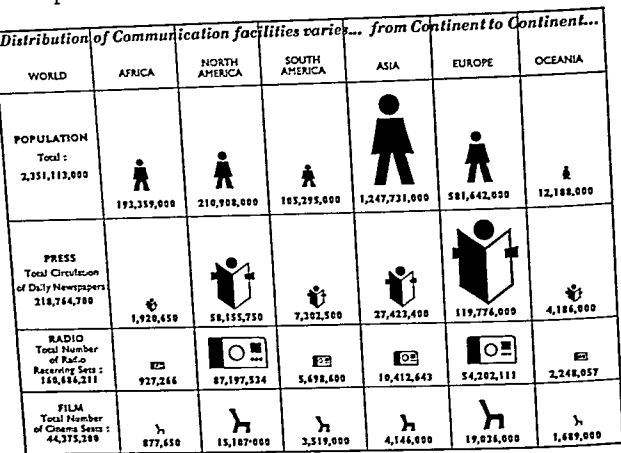 Distribution of Communication facilities varies... from Continent to Continent...
WORLD AFRICA NORTH AMERICA SOUTH AMERICA ASIA EUROPE OCEANIA
POPULATION
Total :
2,351,113,000
193,359,000 210,908,000 105,295,000 1,247,731,000 581,642,000 12,188,000
PRESS
Total Circulation
of Daily Newspapers
218,764,700
1,920,650 58,155,750 7,302,500 27,423,400 119,776,000 4,186,000
RADIO
Total Number
of Radio
Receiving Sets :
160,686,211
927,266 87,197,534 5,698,600 10,412,643 54,202,111 2,248,057
FILM
Total Number
of Cinema Seats :
44,375,200
877,650 15,107,000 3,519,000 4,146,000 19,036,000 1,689,000